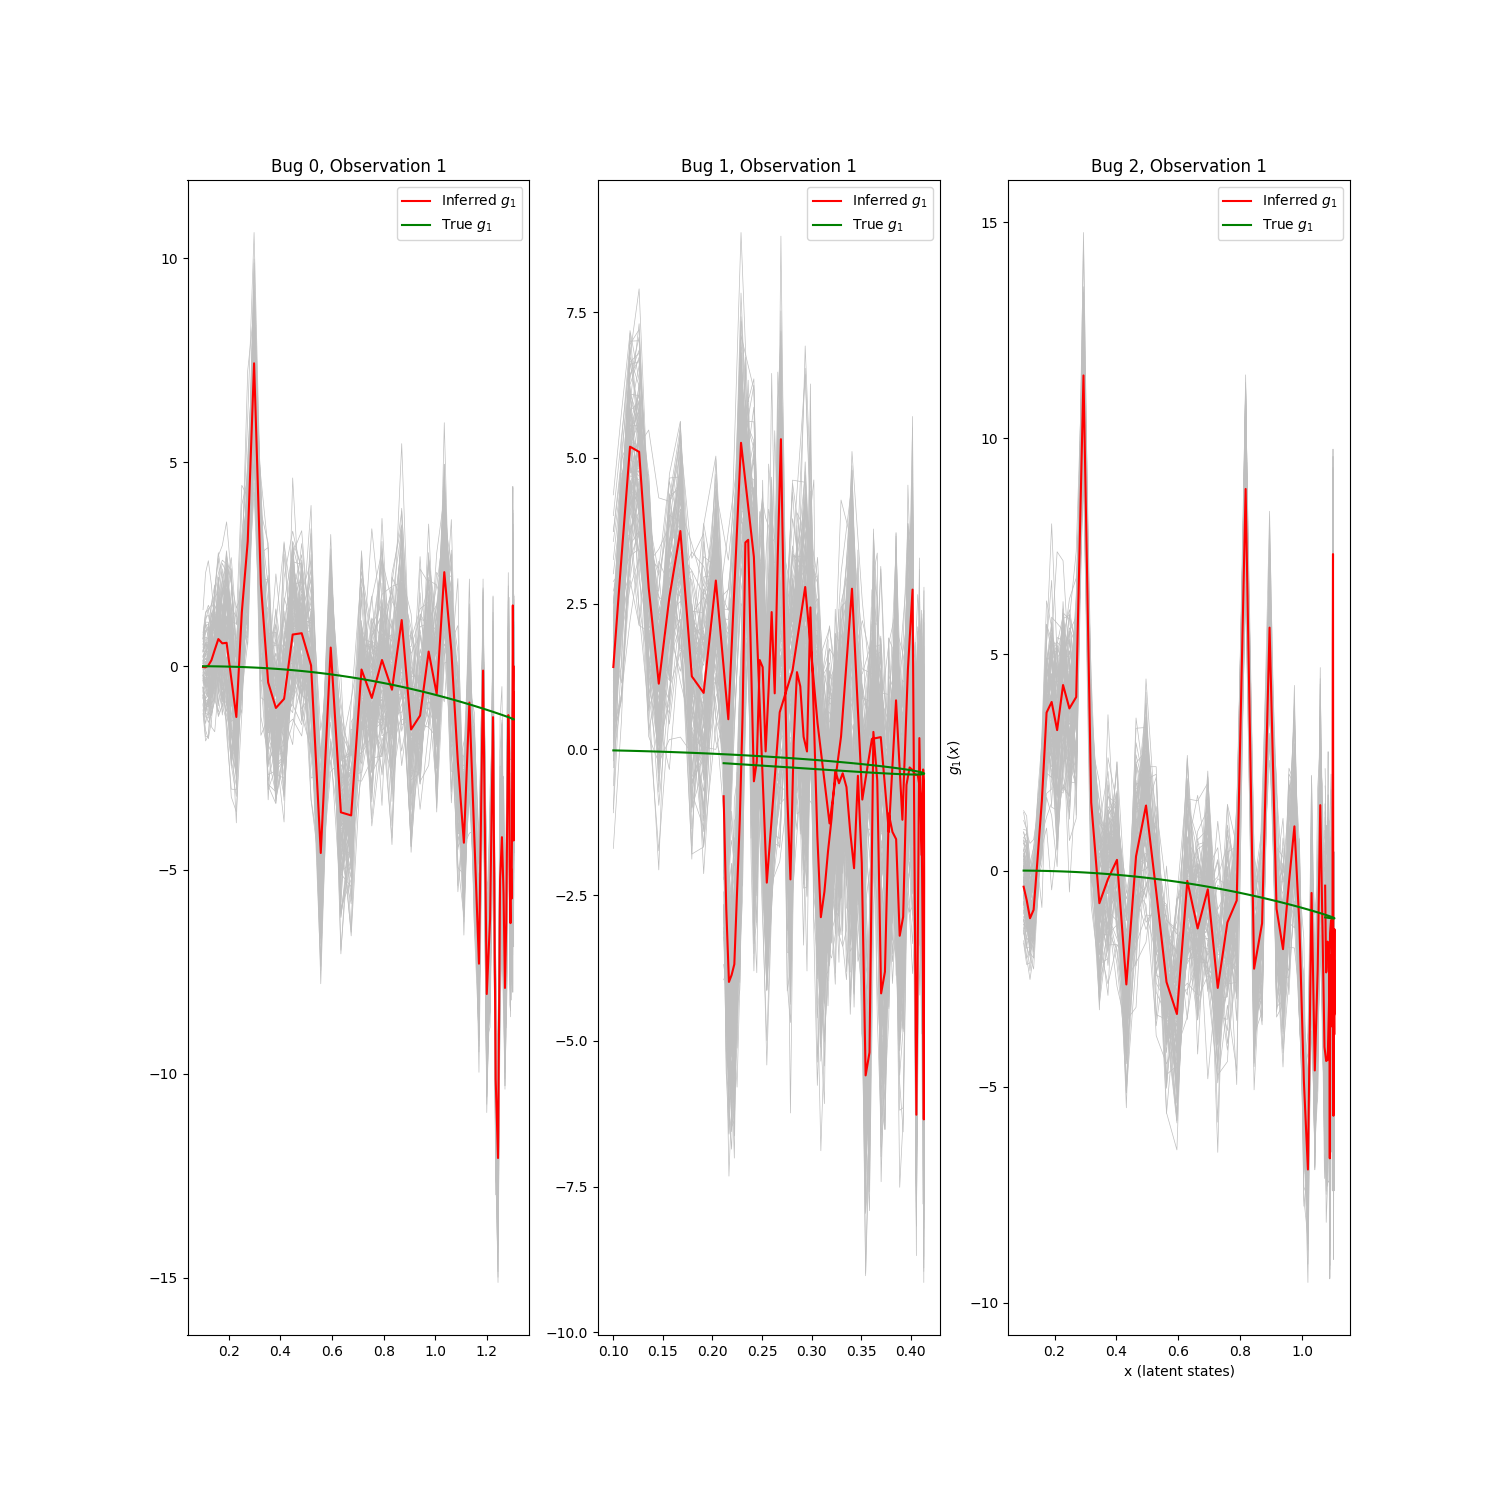 Bug 0, Observation 1
Inferred g₁
True g₁
10
5
0
−5
−10
−15
0.2 0.4 0.6 0.8 1.0 1.2
Bug 1, Observation 1
Inferred g₁
True g₁
7.5
5.0
2.5
0.0
−2.5
−5.0
−7.5
−10.0
0.10 0.15 0.20 0.25 0.30 0.35 0.40
Bug 2, Observation 1
Inferred g₁
True g₁
g₁(x)
15
10
5
0
−5
−10
0.2 0.4 0.6 0.8 1.0
x (latent states)